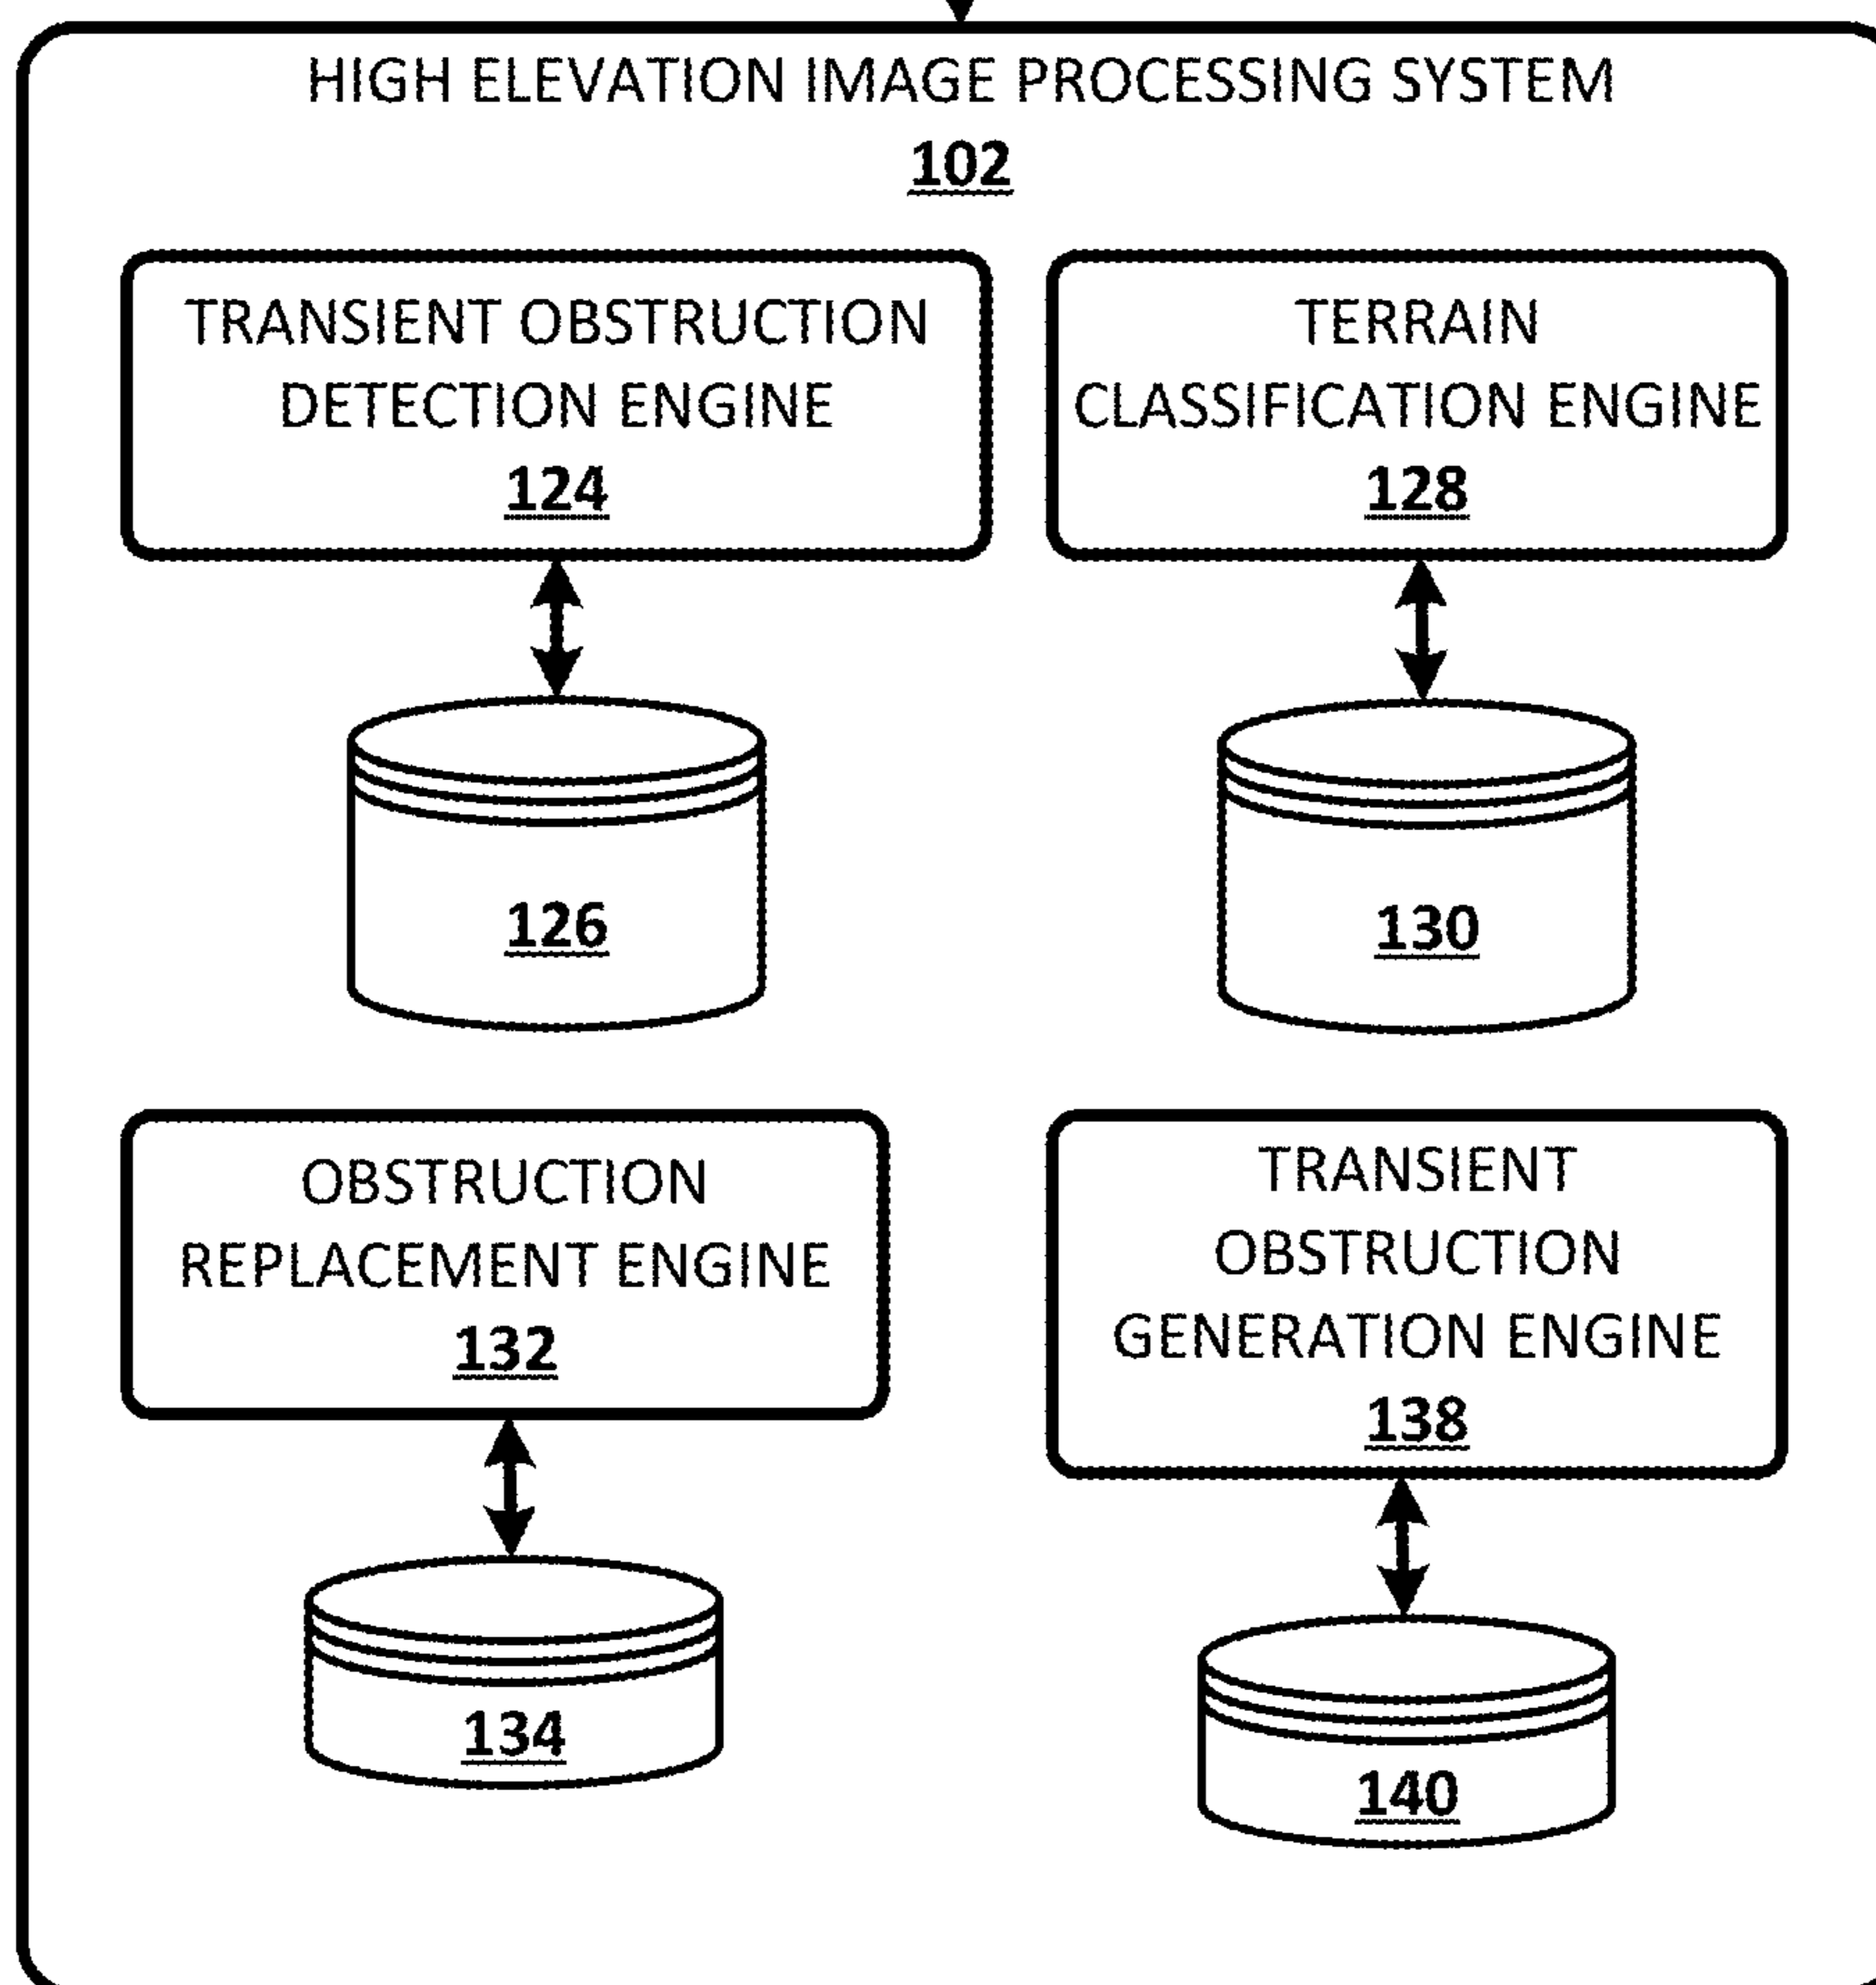 HIGH ELEVATION IMAGE PROCESSING SYSTEM
102
TRANSIENT OBSTRUCTION
DETECTION ENGINE
124
TERRAIN
CLASSIFICATION ENGINE
128
126
130
OBSTRUCTION
REPLACEMENT ENGINE
132
TRANSIENT
OBSTRUCTION
GENERATION ENGINE
138
134
140